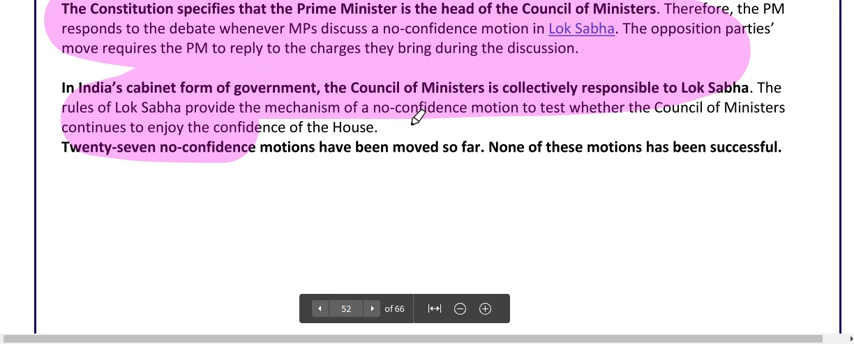 The Constitution specifies that the Prime Minister is the head of the Council of Ministers. Therefore, the PM
responds to the debate whenever MPs discuss a no-confidence motion in Lok Sabha. The opposition parties’
move requires the PM to reply to the charges they bring during the discussion.
In India’s cabinet form of government, the Council of Ministers is collectively responsible to Lok Sabha. The
rules of Lok Sabha provide the mechanism of a no-confidence motion to test whether the Council of Ministers
continues to enjoy the confidence of the House.
Twenty-seven no-confidence motions have been moved so far. None of these motions has been successful.
52 of 66